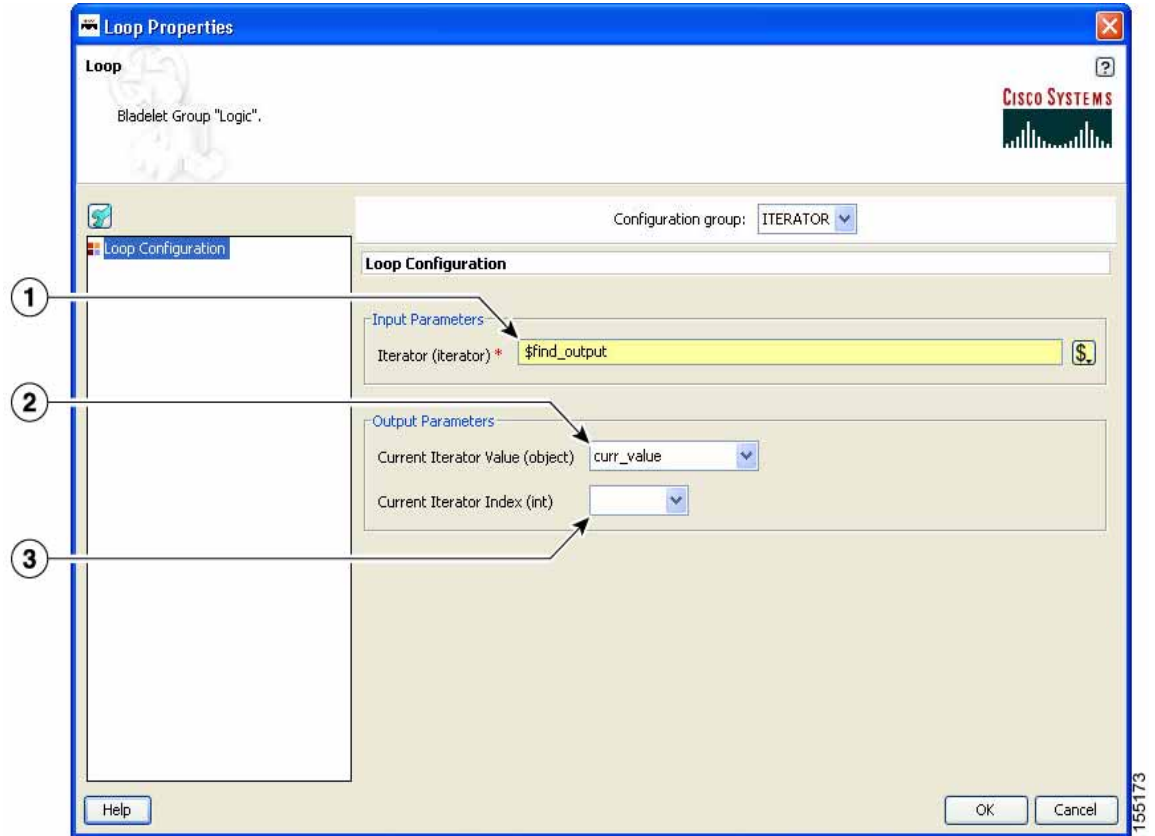 Loop Properties
Loop
?
Bladelet Group "Logic".
CISCO SYSTEMS
Configuration group: ITERATOR
Loop Configuration
Loop Configuration
1
Input Parameters
Iterator (iterator) * $find_output $
2
Output Parameters
Current Iterator Value (object) curr_value
Current Iterator Index (int)
3
Help OK Cancel
155173